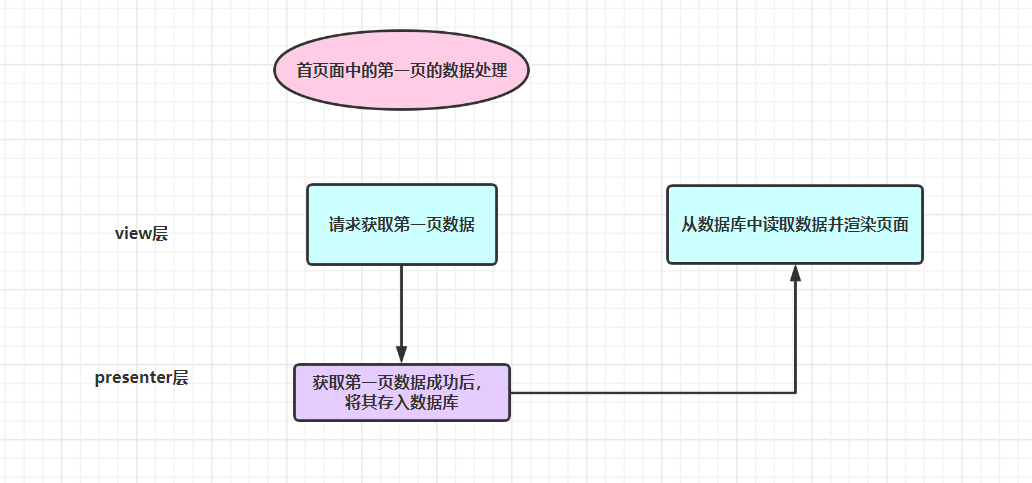 首页面中的第一页的数据处理
view层
请求获取第一页数据
从数据库中读取数据并渲染页面
presenter层
获取第一页数据成功后，
将其存入数据库